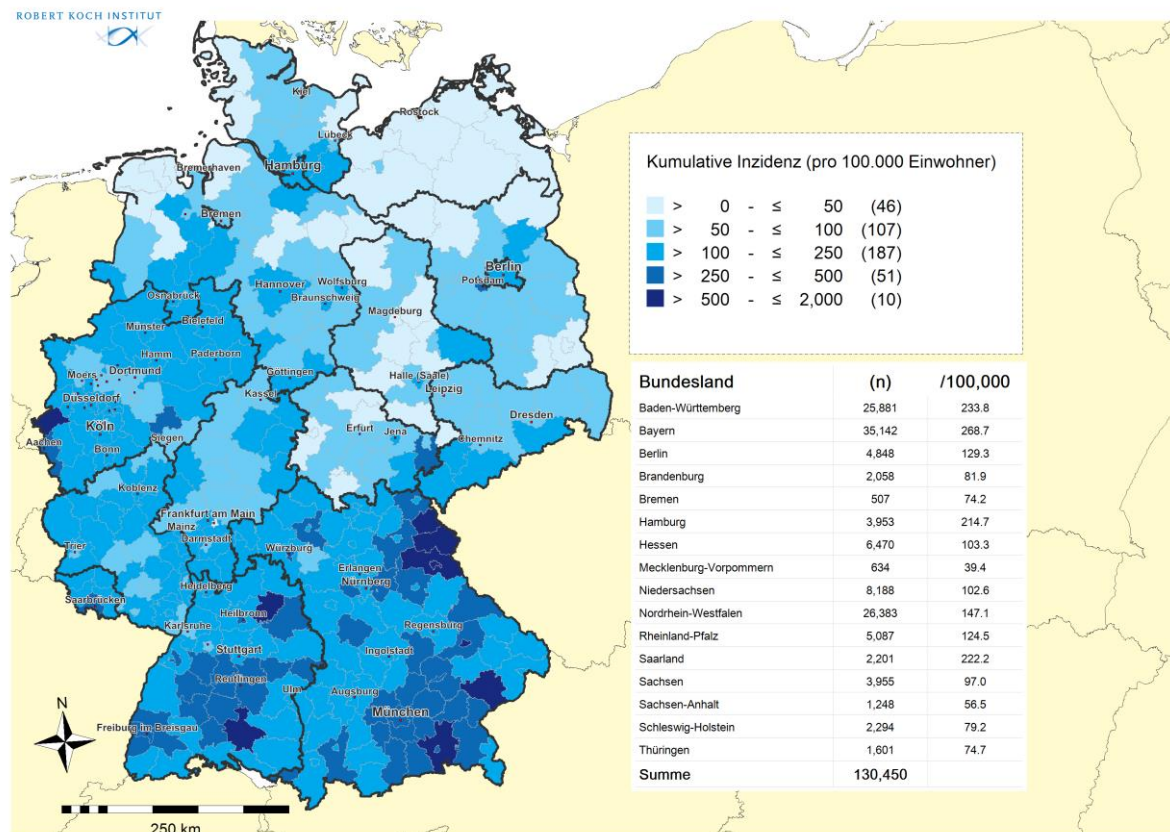 ROBERT KOCH INSTITUT
Kiel
Rostock
Lübeck
Hamburg
Bremerhaven
Bremen
Berlin
Potsdam
Hannover
Wolfsburg
Braunschweig
Osnabrück
Magdeburg
Bielefeld
Münster
Hamm
Paderborn
Moers
Dortmund
Göttingen
Halle (Saale)
Leipzig
Kassel
Düsseldorf
Dresden
Köln
Erfurt
Jena
Aachen
Siegen
Chemnitz
Bonn
Koblenz
Frankfurt am Main
Mainz
Darmstadt
Trier
Würzburg
Erlangen
Nürnberg
Heidelberg
Saarbrücken
Heilbronn
Karlsruhe
Regensburg
Stuttgart
Ingolstadt
Reutlingen
Ulm
Augsburg
München
Freiburg im Breisgau
N
250 km
Kumulative Inzidenz (pro 100.000 Einwohner)
> 0 - ≤ 50 (46)
> 50 - ≤ 100 (107)
> 100 - ≤ 250 (187)
> 250 - ≤ 500 (51)
> 500 - ≤ 2,000 (10)
Bundesland (n) /100,000
Baden-Württemberg 25,881 233.8
Bayern 35,142 268.7
Berlin 4,848 129.3
Brandenburg 2,058 81.9
Bremen 507 74.2
Hamburg 3,953 214.7
Hessen 6,470 103.3
Mecklenburg-Vorpommern 634 39.4
Niedersachsen 8,188 102.6
Nordrhein-Westfalen 26,383 147.1
Rheinland-Pfalz 5,087 124.5
Saarland 2,201 222.2
Sachsen 3,955 97.0
Sachsen-Anhalt 1,248 56.5
Schleswig-Holstein 2,294 79.2
Thüringen 1,601 74.7
Summe 130,450